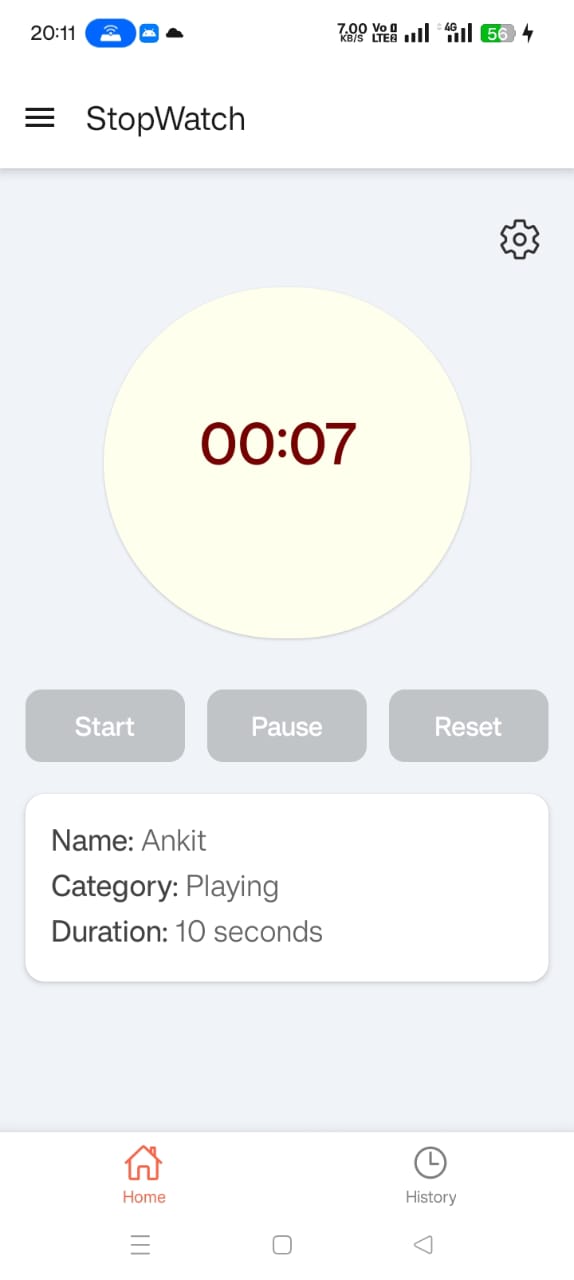 20:11 7.00 KB/S Vo LTE2 4G 56
StopWatch
00:07
Start Pause Reset
Name: Ankit
Category: Playing
Duration: 10 seconds
Home History